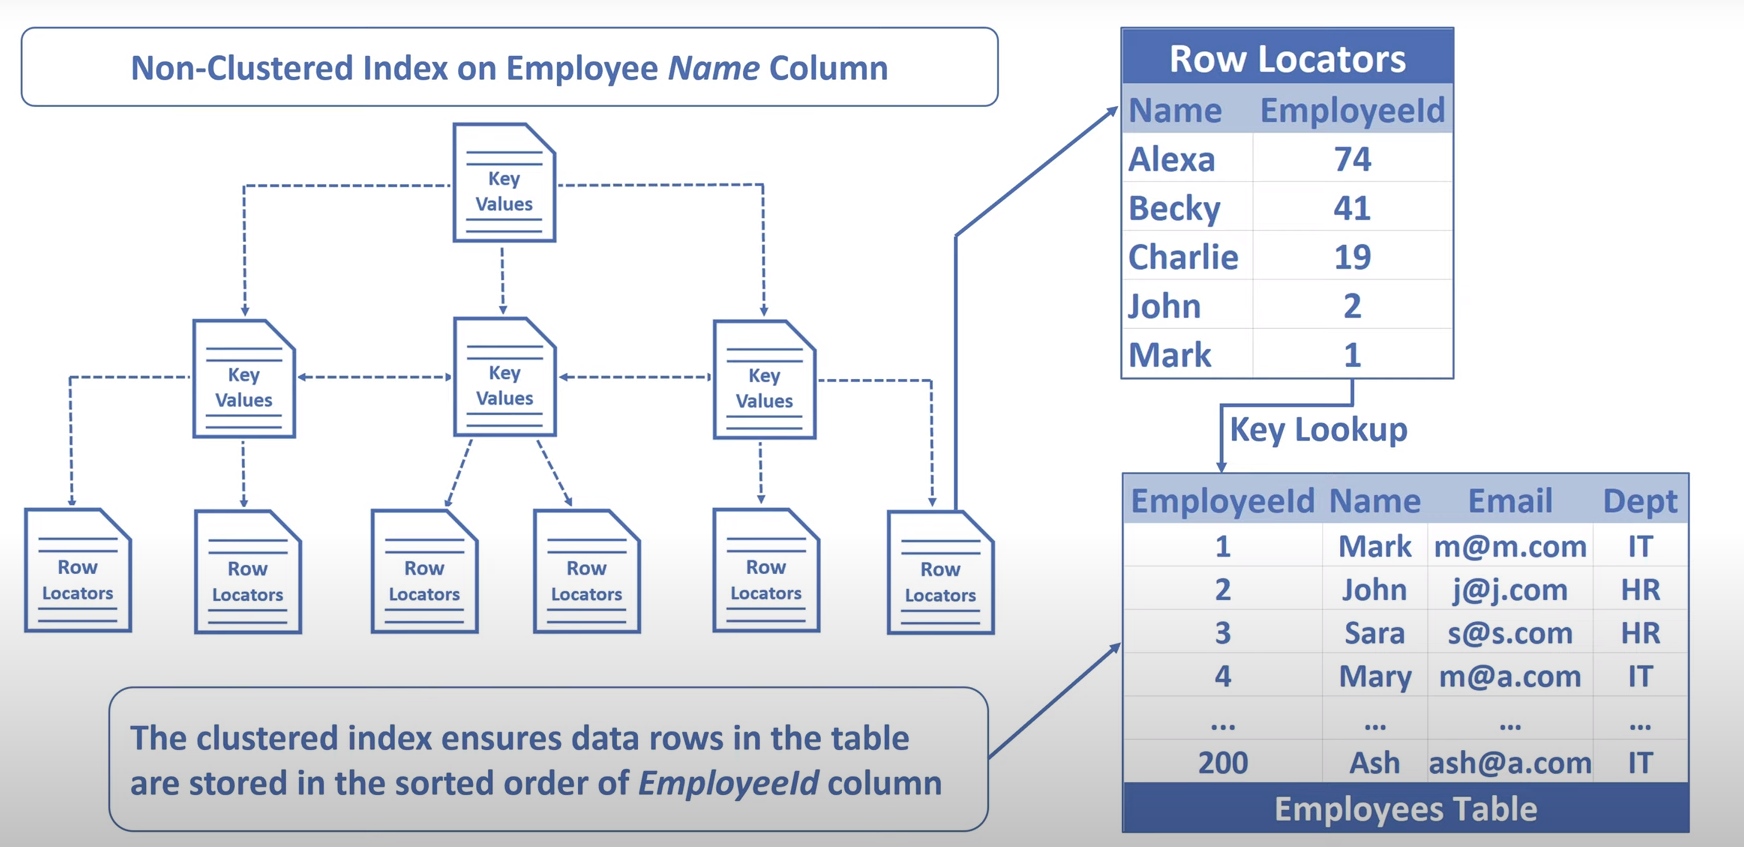 Non-Clustered Index on Employee Name Column
Key
Values
Key
Values
Key
Values
Key
Values
Row
Locators
Row
Locators
Row
Locators
Row
Locators
Row
Locators
Row
Locators
The clustered index ensures data rows in the table
are stored in the sorted order of EmployeeId column
Row Locators
Name EmployeeId
Alexa 74
Becky 41
Charlie 19
John 2
Mark 1
Key Lookup
EmployeeId Name Email Dept
1 Mark m@m.com IT
2 John j@j.com HR
3 Sara s@s.com HR
4 Mary m@a.com IT
... ... ... ...
200 Ash ash@a.com IT
Employees Table